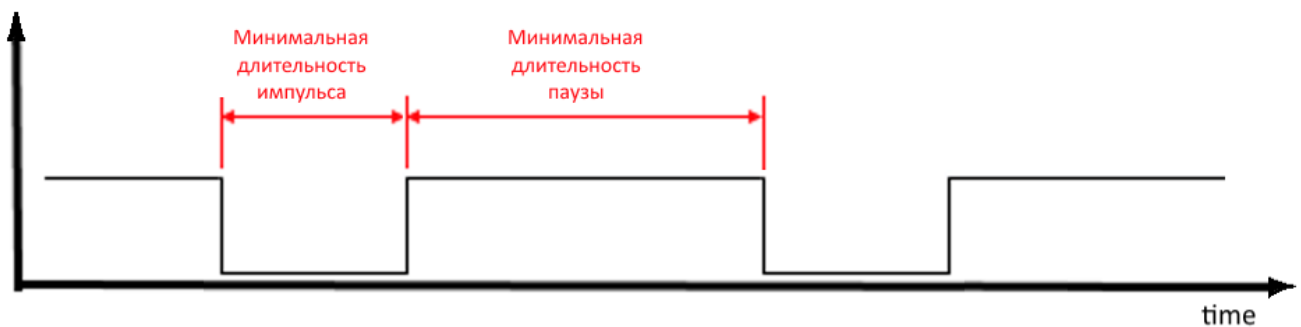 Минимальная
длительность
импульса
Минимальная
длительность
паузы
time